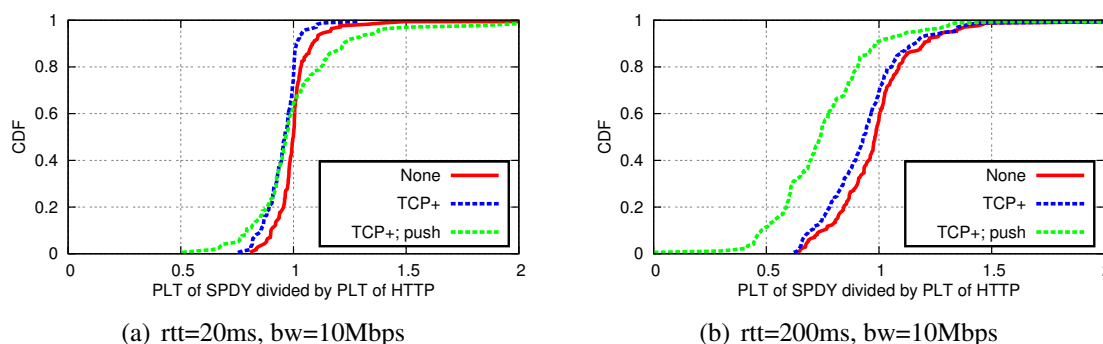 1
0.8
0.6
0.4
0.2
0
CDF
None
TCP+
TCP+; push
0
0.5
1
1.5
2
PLT of SPDY divided by PLT of HTTP
(a) rtt=20ms, bw=10Mbps
1
0.8
0.6
0.4
0.2
0
CDF
None
TCP+
TCP+; push
0
0.5
1
1.5
PLT of SPDY divided by PLT of HTTP
(b) rtt=200ms, bw=10Mbps